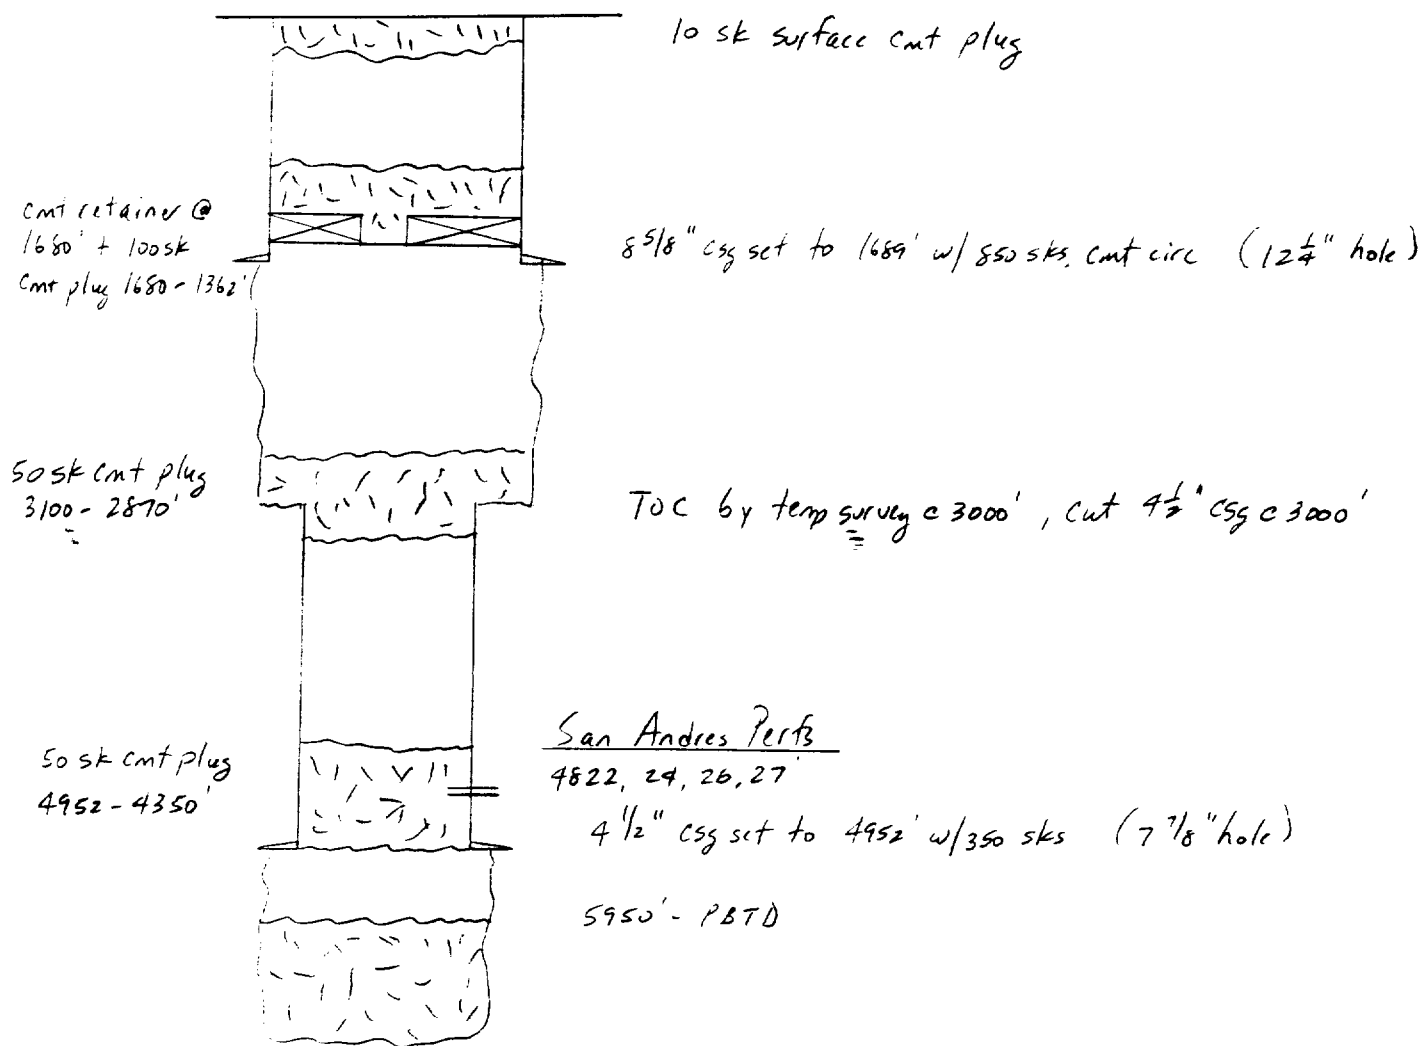 10 sk surface cmt plug
cmt retainer @
1680' + 100 sk
cmt plug 1680 - 1362'
8 5/8" csg set to 1689' w/ 850 sks. cmt circ (12 1/4" hole)
50 sk cmt plug
3100 - 2870'
TOC by temp survey @ 3000', cut 4 1/2" csg @ 3000'
San Andres Perfs
4822, 24, 26, 27'
50 sk cmt plug
4952 - 4350'
4 1/2" csg set to 4952' w/350 sks (7 7/8" hole)
5950' - PBTD